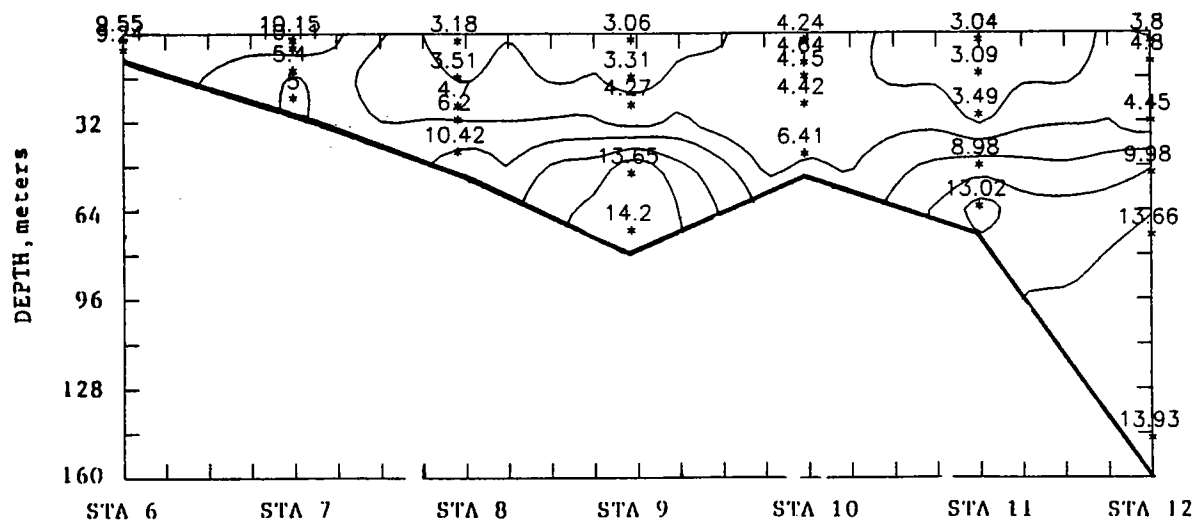 9.55 10.15 3.18 3.06 4.24 3.04 3.8
4.64 4.8
5.4 3.51 3.31 4.15 3.09
4.7 4.27 4.42 3.49 4.45
6.2
32
10.42 13.65 6.41 8.98 9.98
13.02
64 14.2 13.66
DEPTH, meters
96
128
13.93
160
STA 6 STA 7 STA 8 STA 9 STA 10 STA 11 STA 12